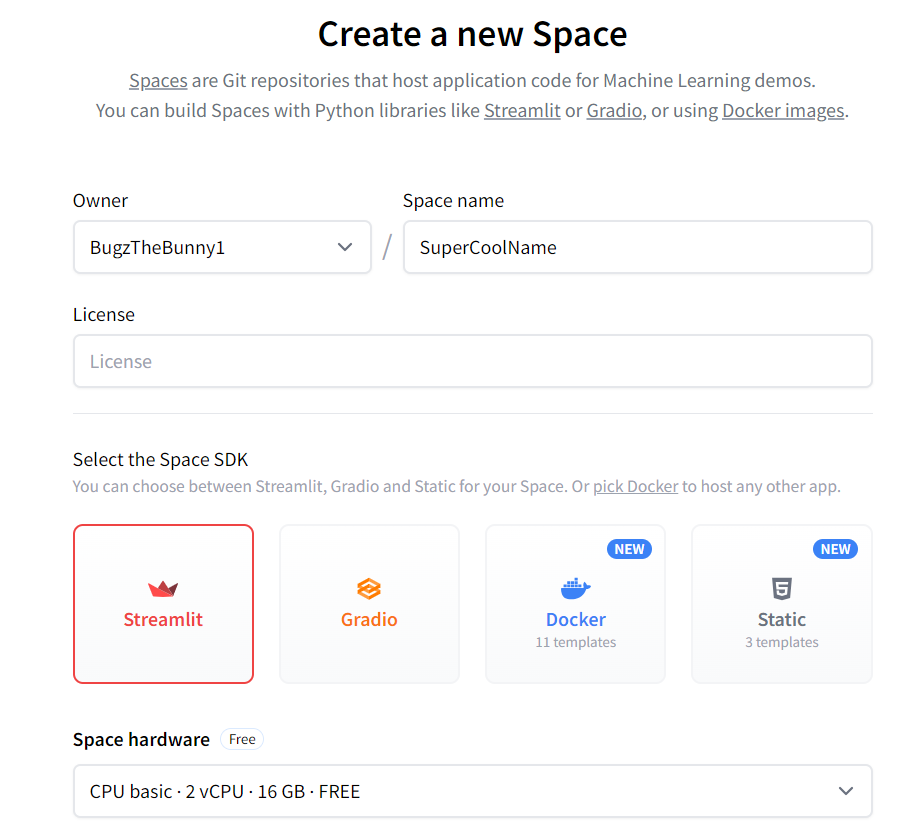 Create a new Space
Spaces are Git repositories that host application code for Machine Learning demos.
You can build Spaces with Python libraries like Streamlit or Gradio, or using Docker images.
Owner
Space name
BugzTheBunny1
/
SuperCoolName
License
License
Select the Space SDK
You can choose between Streamlit, Gradio and Static for your Space. Or pick Docker to host any other app.
Streamlit
Gradio
NEW
Docker
11 templates
NEW
Static
3 templates
Space hardware
Free
CPU basic · 2 vCPU · 16 GB · FREE